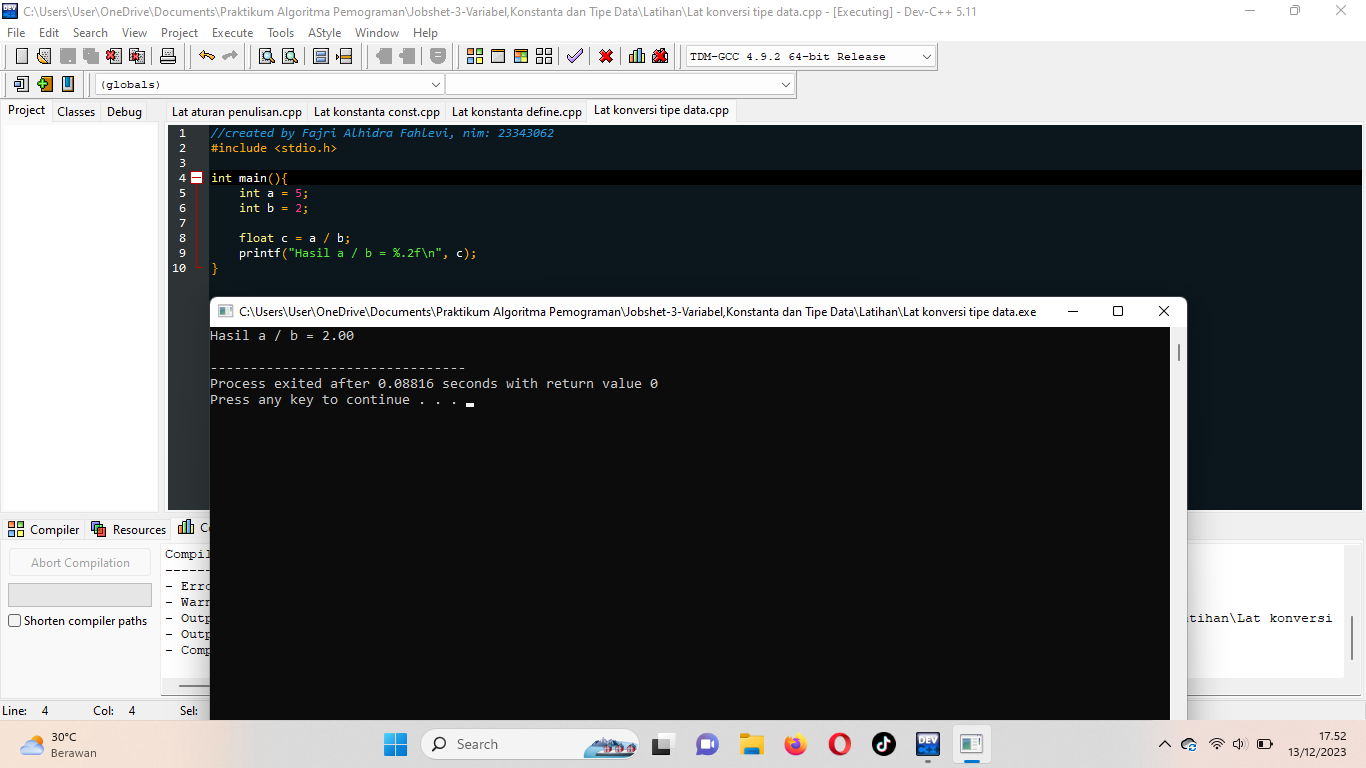 C:\Users\User\OneDrive\Documents\Praktikum Algoritma Pemograman\Jobshet-3-Variabel,Konstanta dan Tipe Data\Latihan\Lat konversi tipe data.cpp - [Executing] - Dev-C++ 5.11
File Edit Search View Project Execute Tools AStyle Window Help
TDM-GCC 4.9.2 64-bit Release
(globals)
Project Classes Debug
Lat aturan penulisan.cpp Lat konstanta const.cpp Lat konstanta define.cpp Lat konversi tipe data.cpp
1 //created by Fajri Alhidra Fahlevi, nim: 23343062
2 #include <stdio.h>
3
4 int main(){
5 int a = 5;
6 int b = 2;
7
8 float c = a / b;
9 printf("Hasil a / b = %.2f\n", c);
10 }
C:\Users\User\OneDrive\Documents\Praktikum Algoritma Pemograman\Jobshet-3-Variabel,Konstanta dan Tipe Data\Latihan\Lat konversi tipe data.exe
Hasil a / b = 2.00
--------------------------------
Process exited after 0.08816 seconds with return value 0
Press any key to continue . . .
Compiler Resources
Abort Compilation
Shorten compiler paths
Compil
-------
- Erro
- Warn
- Outp
- Outp
- Comp
tihan\Lat konversi
Line: 4 Col: 4 Sel:
30°C
Berawan
Search
DEV
17.52
13/12/2023